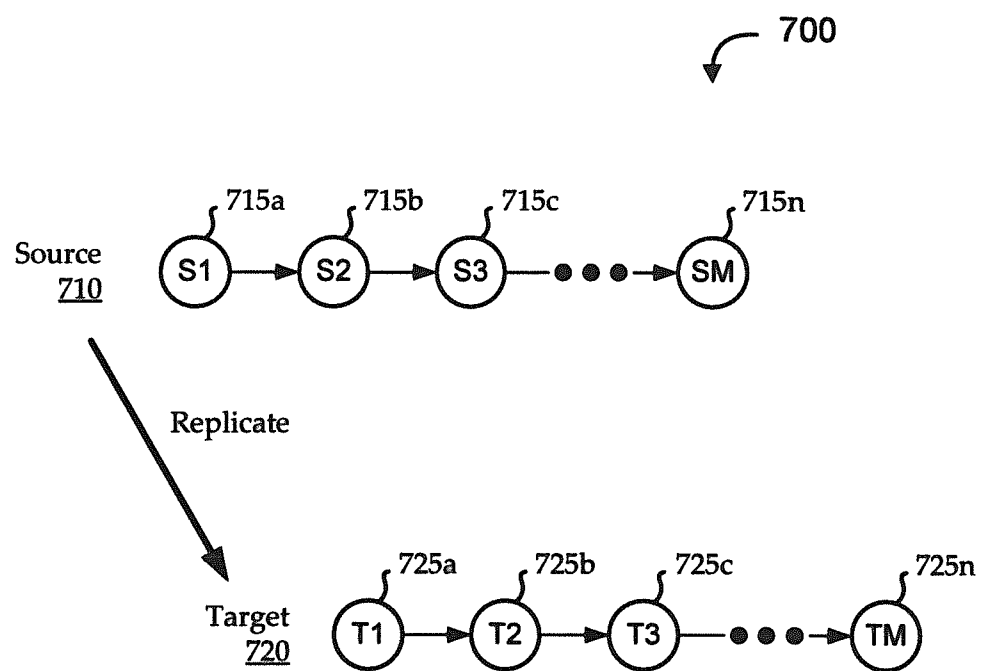 700
715a 715b 715c 715n
Source
710
S1 S2 S3 SM
Replicate
725a 725b 725c 725n
Target
720
T1 T2 T3 TM